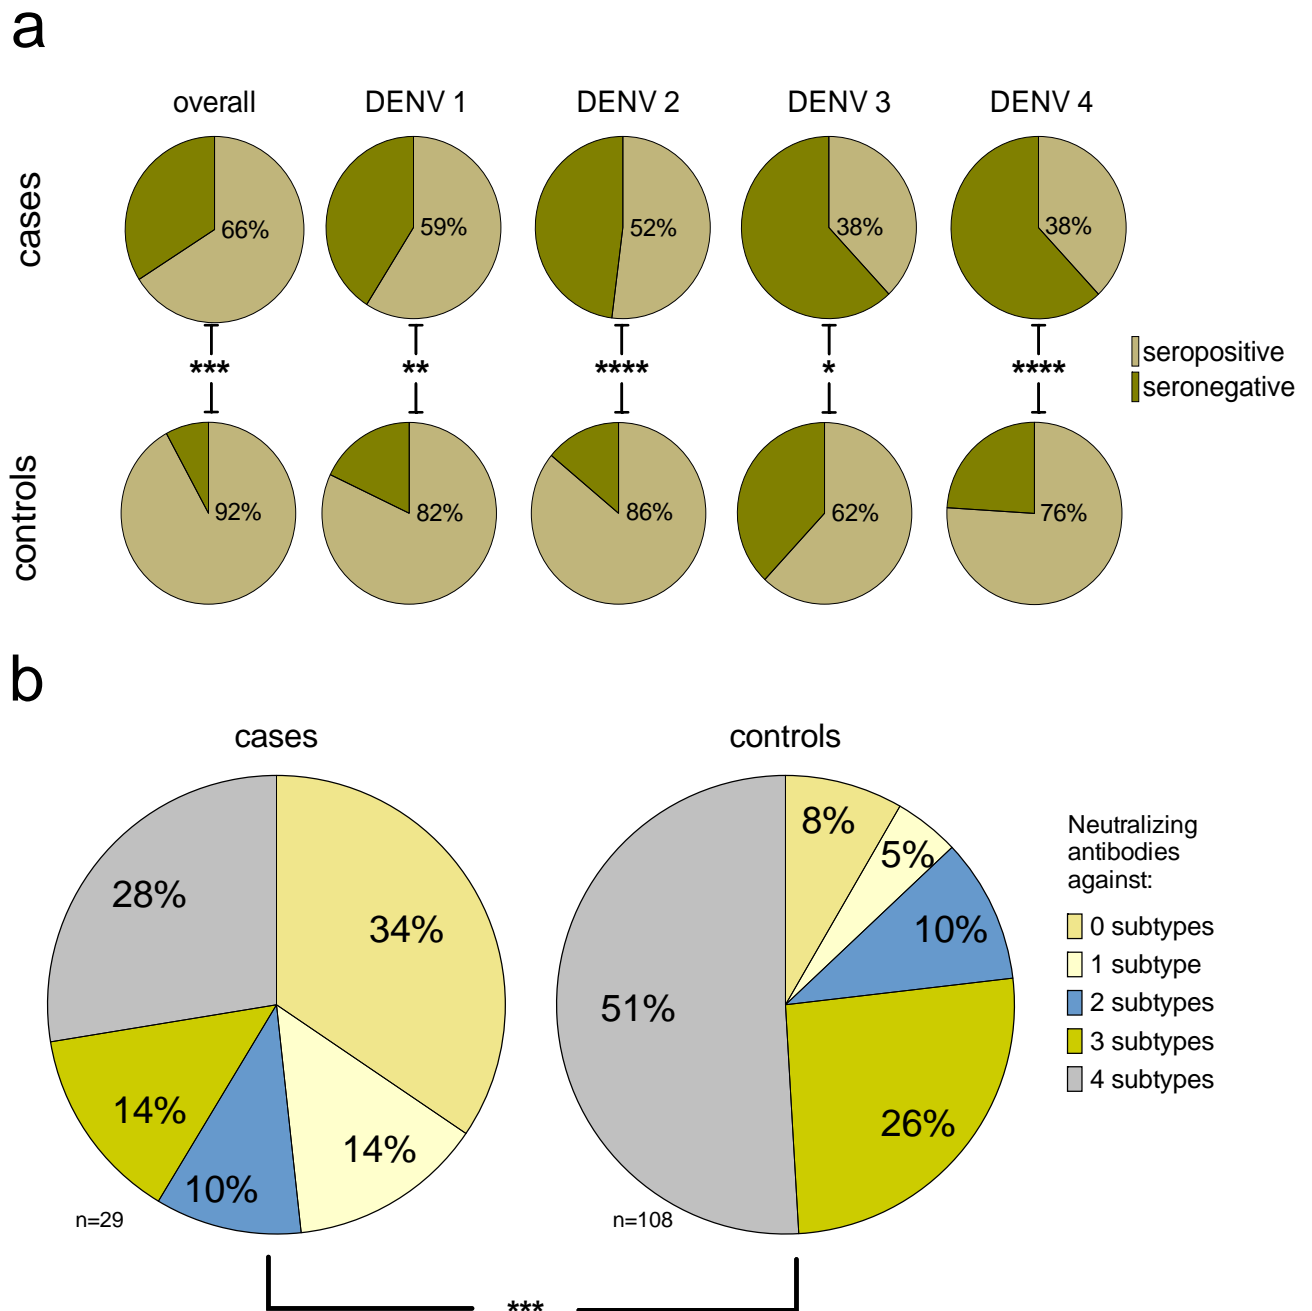 a
overall
DENV 1
DENV 2
DENV 3
DENV 4
cases
66%
59%
52%
38%
38%
***
**
****
*
****
seropositive
seronegative
controls
92%
82%
86%
62%
76%
b
cases
controls
34%
14%
10%
14%
28%
n=29
8%
5%
10%
26%
51%
n=108
Neutralizing
antibodies
against:
0 subtypes
1 subtype
2 subtypes
3 subtypes
4 subtypes
***